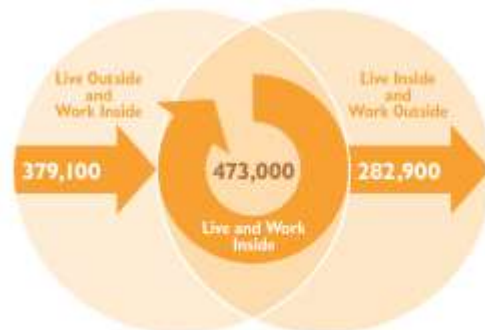 Live Outside
and
Work Inside
379,100
473,000
Live and Work
Inside
Live Inside
and
Work Outside
282,900